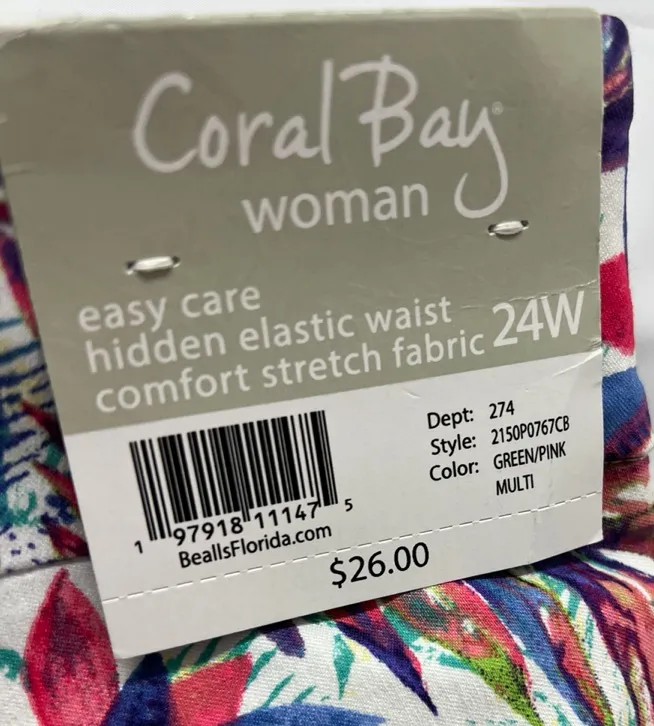 Coral Bay®
woman
easy care
hidden elastic waist
comfort stretch fabric
24W
Dept: 274
Style: 2150P0767CB
Color: GREEN/PINK
MULTI
1 97918 11147 5
BeallsFlorida.com
$26.00